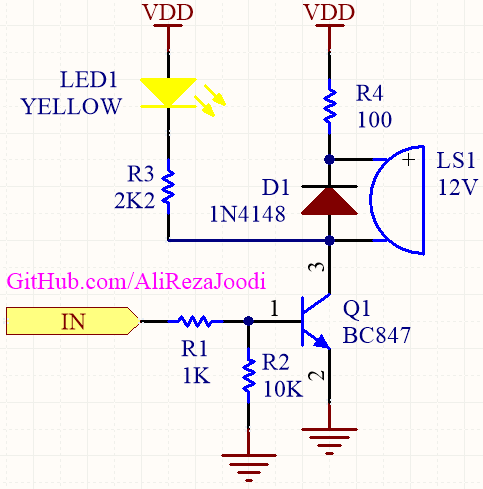 VDD
VDD
LED1
YELLOW
R4
100
R3
2K2
D1
1N4148
+
LS1
12V
3
GitHub.com/AliRezaJoodi
IN
R1
1K
1
R2
10K
Q1
BC847
2